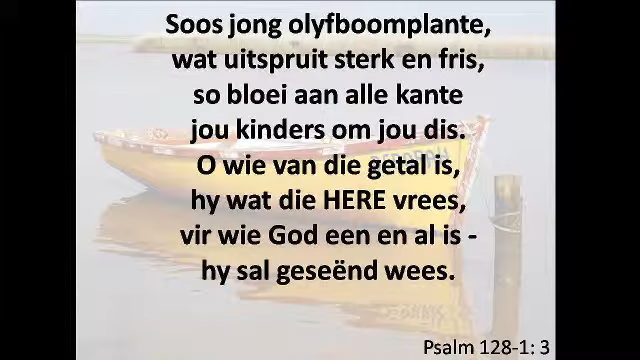 Soos jong olyfboomplante,
wat uitspruit sterk en fris,
so bloei aan alle kante
jou kinders om jou dis.
O wie van die getal is,
hy wat die HERE vrees,
vir wie God een en al is -
hy sal geseënd wees.
Psalm 128-1: 3